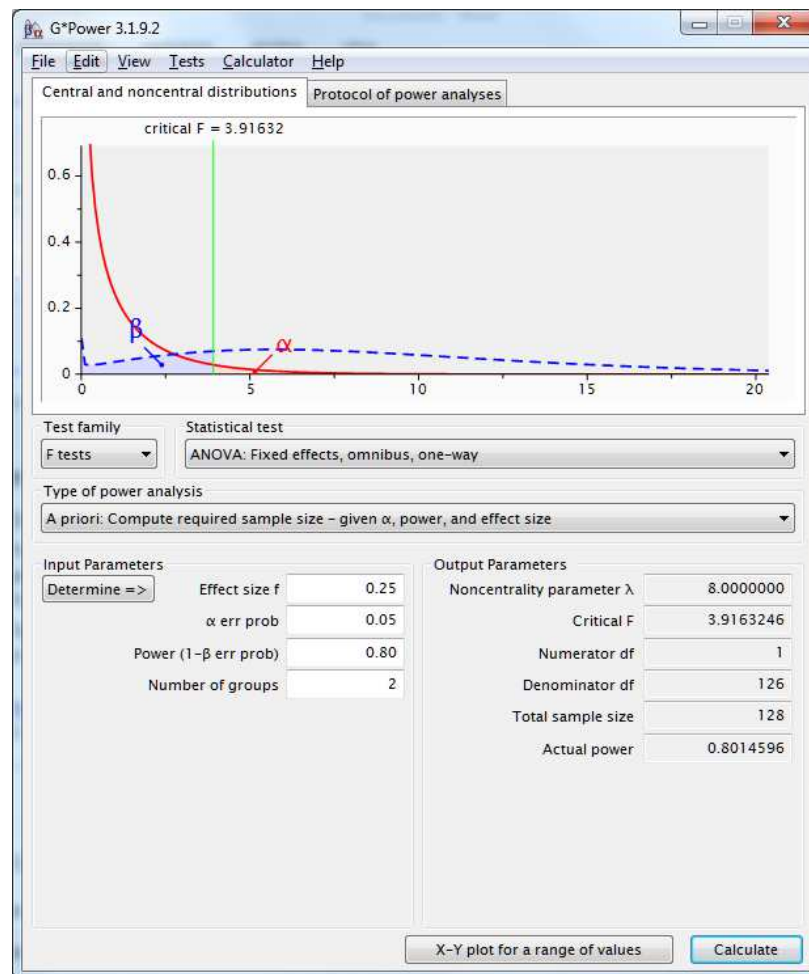 G*Power 3.1.9.2
File Edit View Tests Calculator Help
Central and noncentral distributions Protocol of power analyses
critical F = 3.91632
0.6
0.4
0.2
0
β
α
0 5 10 15 20
Test family Statistical test
F tests ANOVA: Fixed effects, omnibus, one-way
Type of power analysis
A priori: Compute required sample size - given α, power, and effect size
Input Parameters Output Parameters
Determine => Effect size f 0.25 Noncentrality parameter λ 8.0000000
α err prob 0.05 Critical F 3.9163246
Power (1-β err prob) 0.80 Numerator df 1
Number of groups 2 Denominator df 126
Total sample size 128
Actual power 0.8014596
X-Y plot for a range of values Calculate